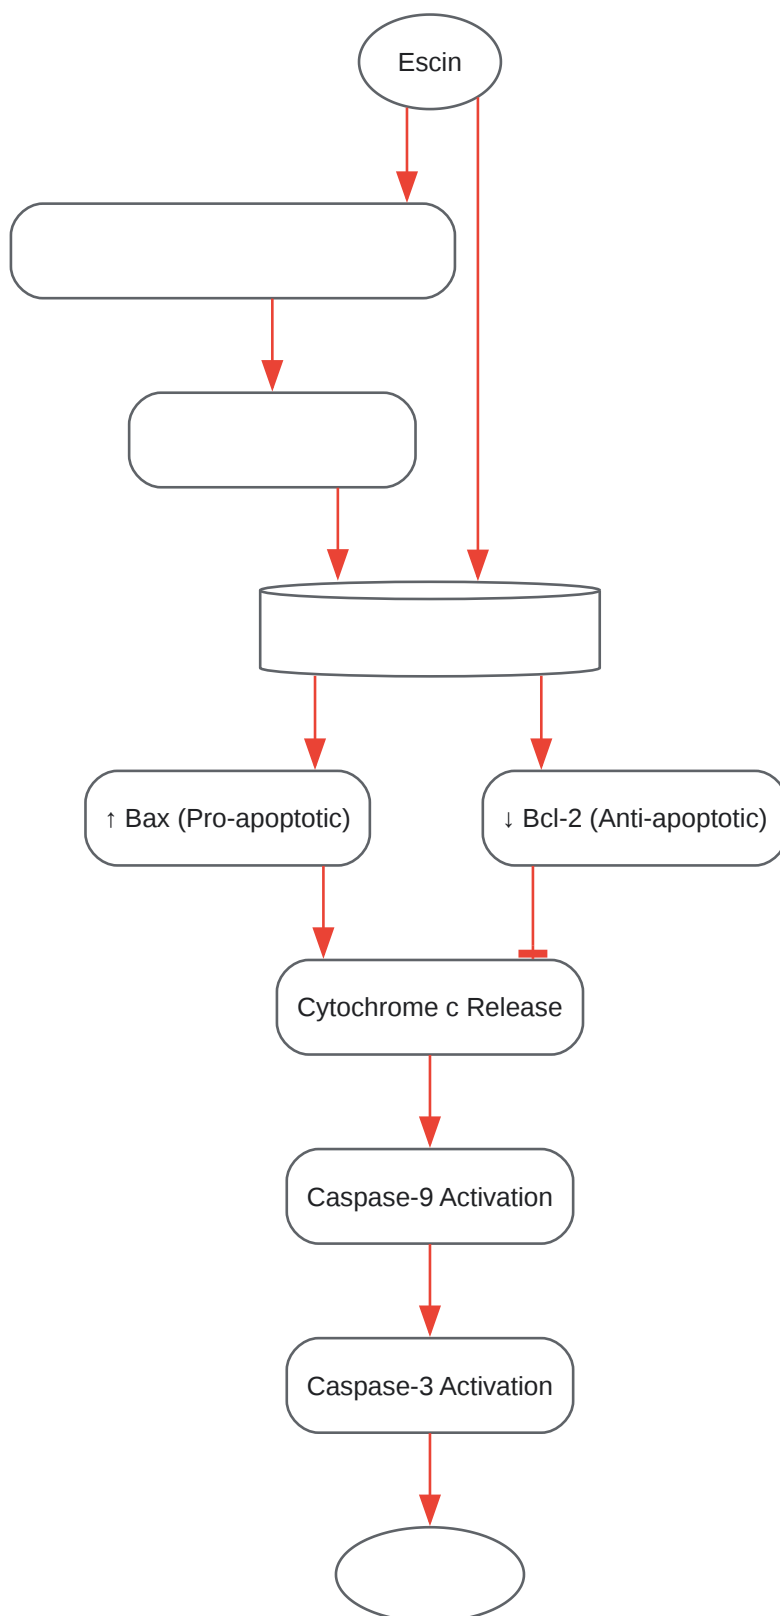 Escin
↑ Bax (Pro-apoptotic)
↓ Bcl-2 (Anti-apoptotic)
Cytochrome c Release
Caspase-9 Activation
Caspase-3 Activation